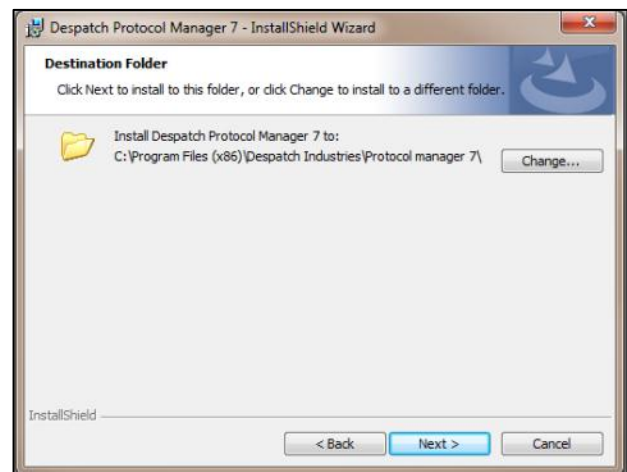 Despatch Protocol Manager 7 - InstallShield Wizard
Destination Folder
Click Next to install to this folder, or click Change to install to a different folder.
Install Despatch Protocol Manager 7 to:
C:\Program Files (x86)\Despatch Industries\Protocol manager 7\
Change...
InstallShield
< Back
Next >
Cancel